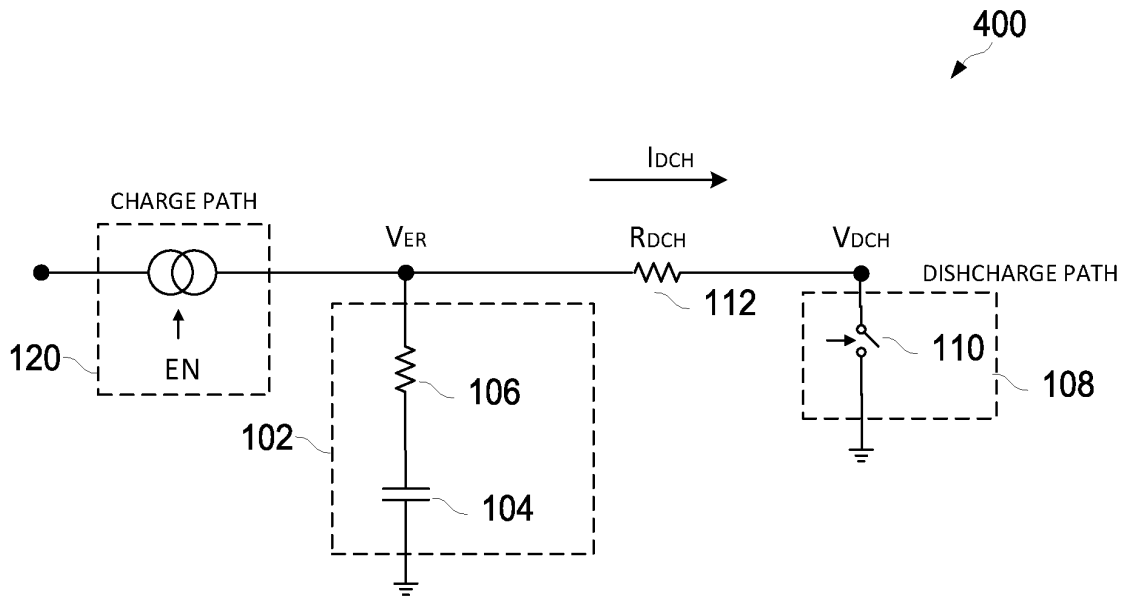 400
IDCH
CHARGE PATH
VER
RDCH
VDCH
DISHCHARGE PATH
112
110
120
EN
106
108
102
104